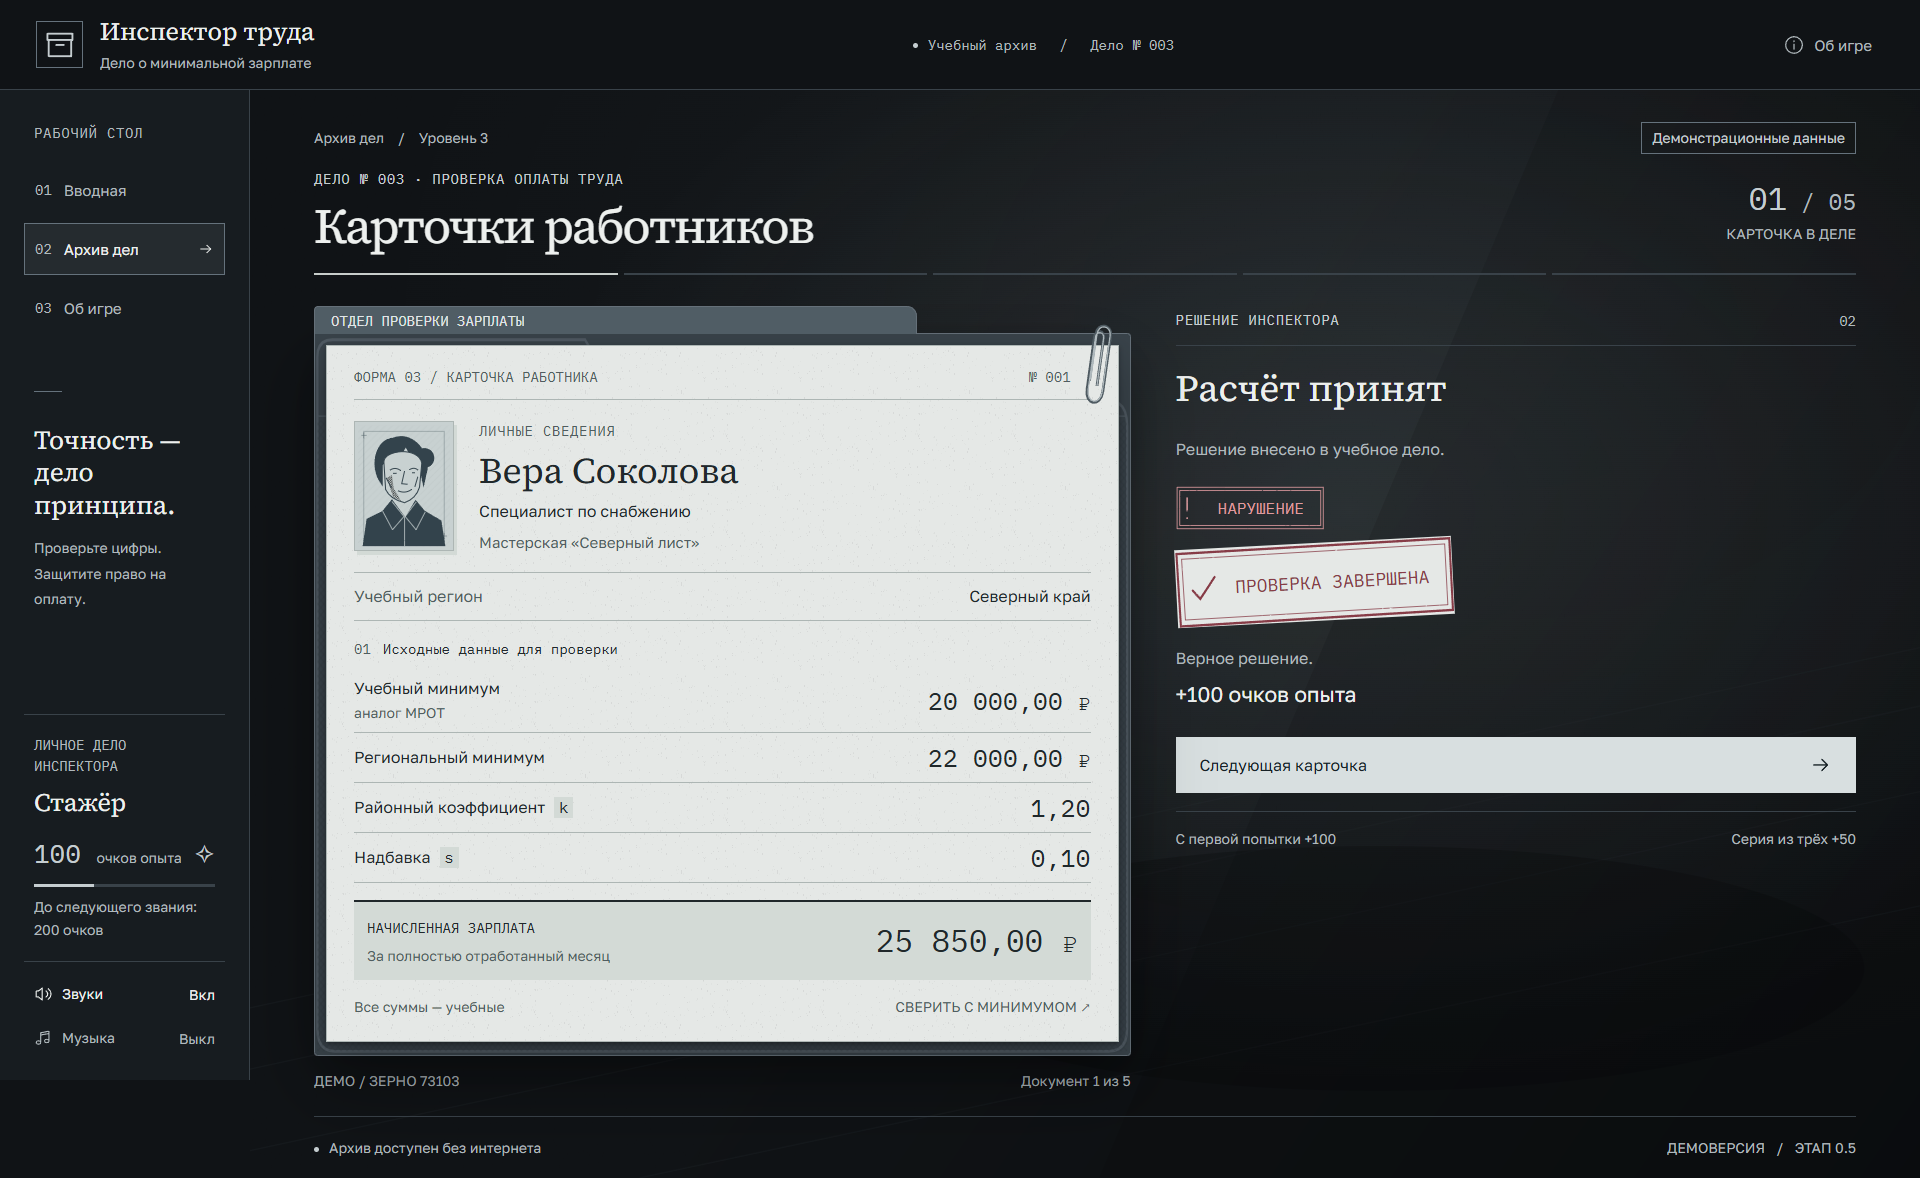 Инспектор труда
Дело о минимальной зарплате
• Учебный архив / Дело № 003
Об игре
РАБОЧИЙ СТОЛ
01 Вводная
02 Архив дел →
03 Об игре
Точность —
дело
принципа.
Проверьте цифры.
Защитите право на
оплату.
ЛИЧНОЕ ДЕЛО
ИНСПЕКТОРА
Стажёр
100 очков опыта
До следующего звания:
200 очков
Звуки Вкл
Музыка Выкл
Архив дел / Уровень 3
Демонстрационные данные
ДЕЛО № 003 · ПРОВЕРКА ОПЛАТЫ ТРУДА
Карточки работников
01 / 05
КАРТОЧКА В ДЕЛЕ
ОТДЕЛ ПРОВЕРКИ ЗАРПЛАТЫ
ФОРМА 03 / КАРТОЧКА РАБОТНИКА № 001
ЛИЧНЫЕ СВЕДЕНИЯ
Вера Соколова
Специалист по снабжению
Мастерская «Северный лист»
Учебный регион Северный край
01 Исходные данные для проверки
Учебный минимум 20 000,00 ₽
аналог МРОТ
Региональный минимум 22 000,00 ₽
Районный коэффициент k 1,20
Надбавка s 0,10
НАЧИСЛЕННАЯ ЗАРПЛАТА 25 850,00 ₽
За полностью отработанный месяц
Все суммы — учебные СВЕРИТЬ С МИНИМУМОМ ↗
ДЕМО / ЗЕРНО 73103 Документ 1 из 5
РЕШЕНИЕ ИНСПЕКТОРА 02
Расчёт принят
Решение внесено в учебное дело.
! НАРУШЕНИЕ
ПРОВЕРКА ЗАВЕРШЕНА
Верное решение.
+100 очков опыта
Следующая карточка →
С первой попытки +100 Серия из трёх +50
• Архив доступен без интернета
ДЕМОВЕРСИЯ / ЭТАП 0.5